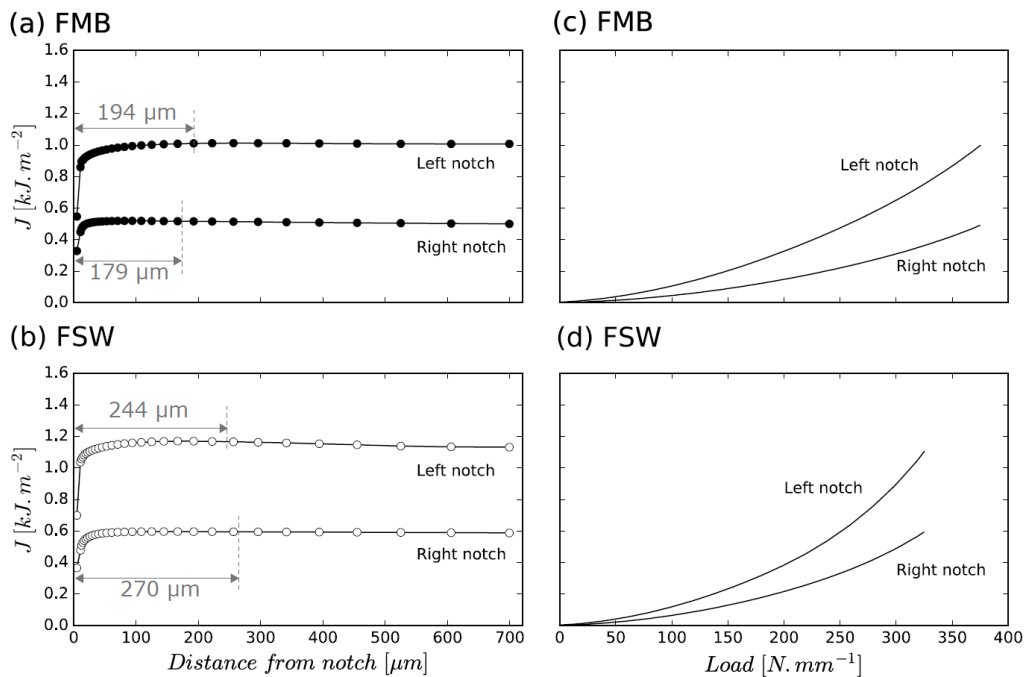 (a) FMB
1.6
1.4
1.2
1.0
0.8
0.6
0.4
0.2
0.0
J [kJ.m⁻²]
194 μm
Left notch
179 μm
Right notch
(c) FMB
Left notch
Right notch
(b) FSW
1.6
1.4
1.2
1.0
0.8
0.6
0.4
0.2
0.0
J [kJ.m⁻²]
244 μm
Left notch
270 μm
Right notch
0 100 200 300 400 500 600 700
Distance from notch [μm]
(d) FSW
Left notch
Right notch
0 50 100 150 200 250 300 350 400
Load [N.mm⁻¹]